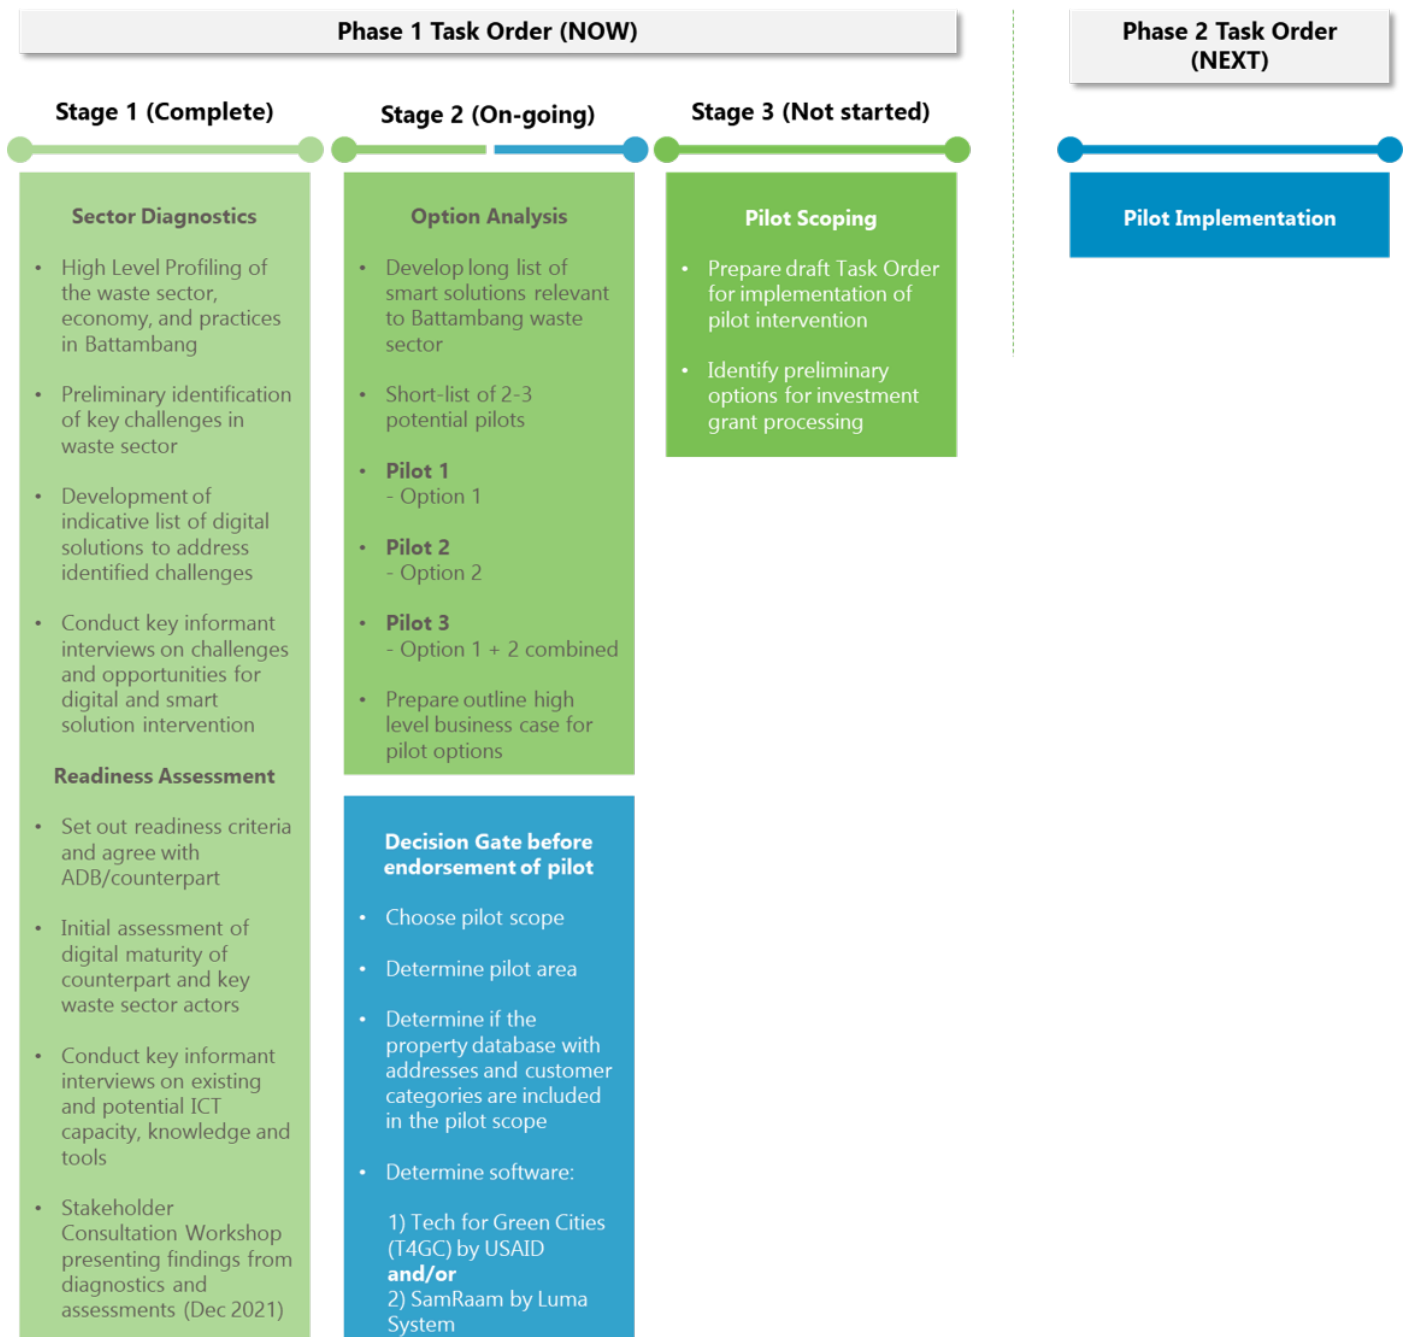 Phase 1 Task Order (NOW)
Phase 2 Task Order
(NEXT)
Stage 1 (Complete)
Stage 2 (On-going)
Stage 3 (Not started)
Sector Diagnostics
• High Level Profiling of
the waste sector,
economy, and practices
in Battambang
• Preliminary identification
of key challenges in
waste sector
• Development of
indicative list of digital
solutions to address
identified challenges
• Conduct key informant
interviews on challenges
and opportunities for
digital and smart
solution intervention
Readiness Assessment
• Set out readiness criteria
and agree with
ADB/counterpart
• Initial assessment of
digital maturity of
counterpart and key
waste sector actors
• Conduct key informant
interviews on existing
and potential ICT
capacity, knowledge and
tools
• Stakeholder
Consultation Workshop
presenting findings from
diagnostics and
assessments (Dec 2021)
Option Analysis
• Develop long list of
smart solutions relevant
to Battambang waste
sector
• Short-list of 2-3
potential pilots
• Pilot 1
- Option 1
• Pilot 2
- Option 2
• Pilot 3
- Option 1 + 2 combined
• Prepare outline high
level business case for
pilot options
Decision Gate before
endorsement of pilot
• Choose pilot scope
• Determine pilot area
• Determine if the
property database with
addresses and customer
categories are included
in the pilot scope
• Determine software:
1) Tech for Green Cities
(T4GC) by USAID
and/or
2) SamRaam by Luma
System
Pilot Scoping
• Prepare draft Task Order
for implementation of
pilot intervention
• Identify preliminary
options for investment
grant processing
Pilot Implementation